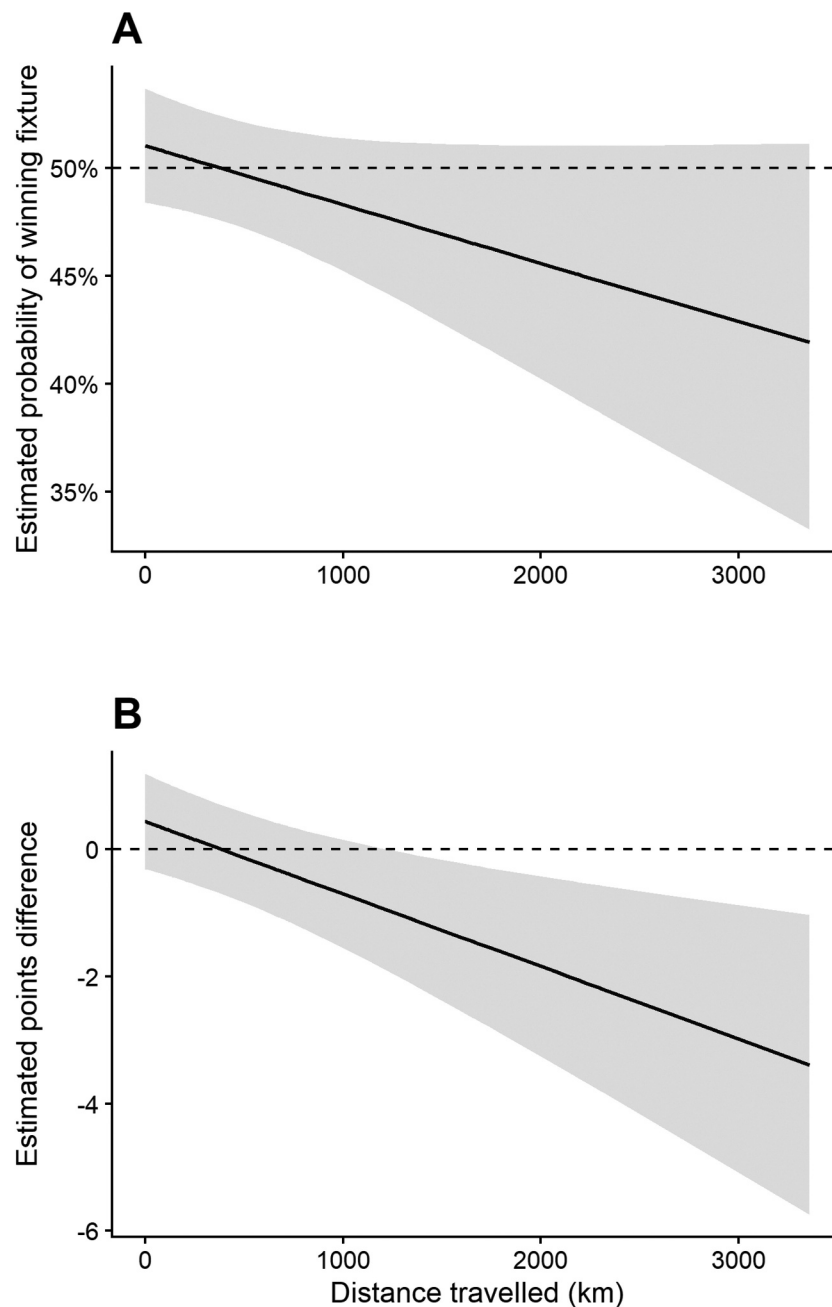 A
Estimated probability of winning fixture
50%
45%
40%
35%
0 1000 2000 3000
B
Estimated points difference
0
-2
-4
-6
0 1000 2000 3000
Distance travelled (km)